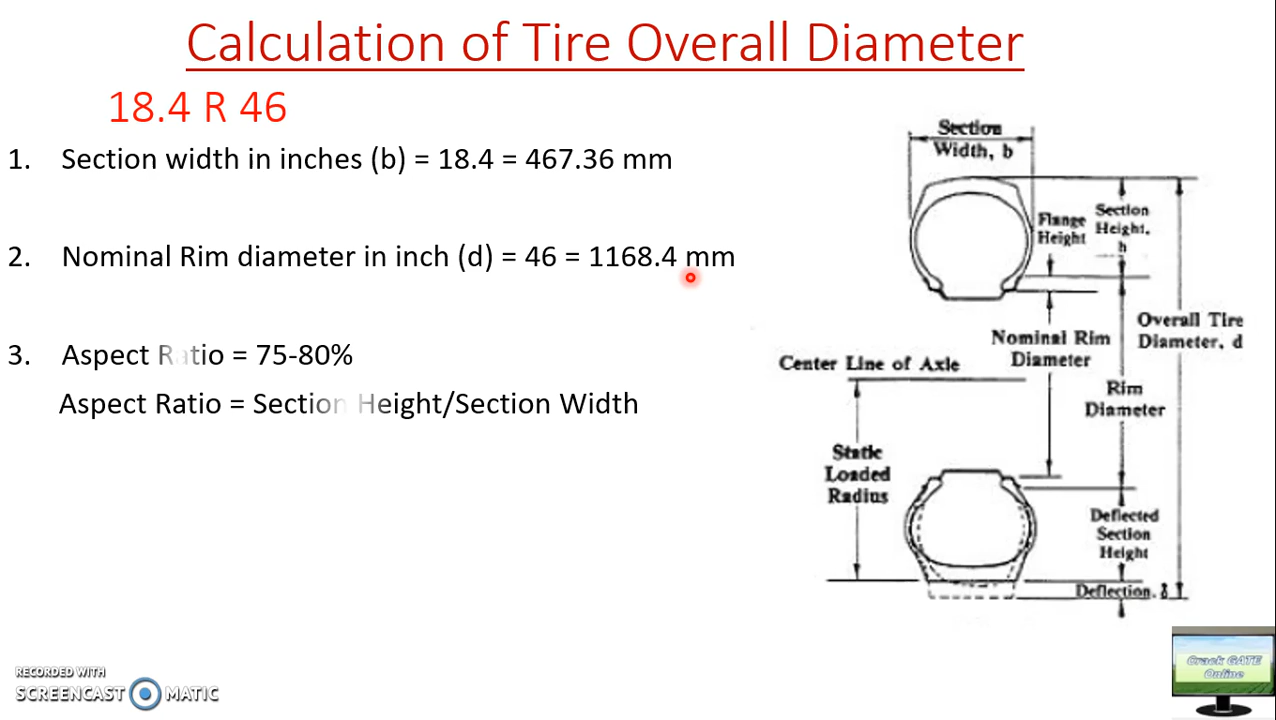 Calculation of Tire Overall Diameter
18.4 R 46
1. Section width in inches (b) = 18.4 = 467.36 mm
2. Nominal Rim diameter in inch (d) = 46 = 1168.4 mm
3. Aspect Ratio = 75-80%
Aspect Ratio = Section Height/Section Width
Section
Width, b
Flange
Height
Section
Height,
h
Overall Tire
Diameter, d
Nominal Rim
Diameter
Center Line of Axle
Rim
Diameter
Static
Loaded
Radius
Deflected
Section
Height
Deflection, δ
RECORDED WITH
SCREENCAST MATIC
Crack GATE
Online